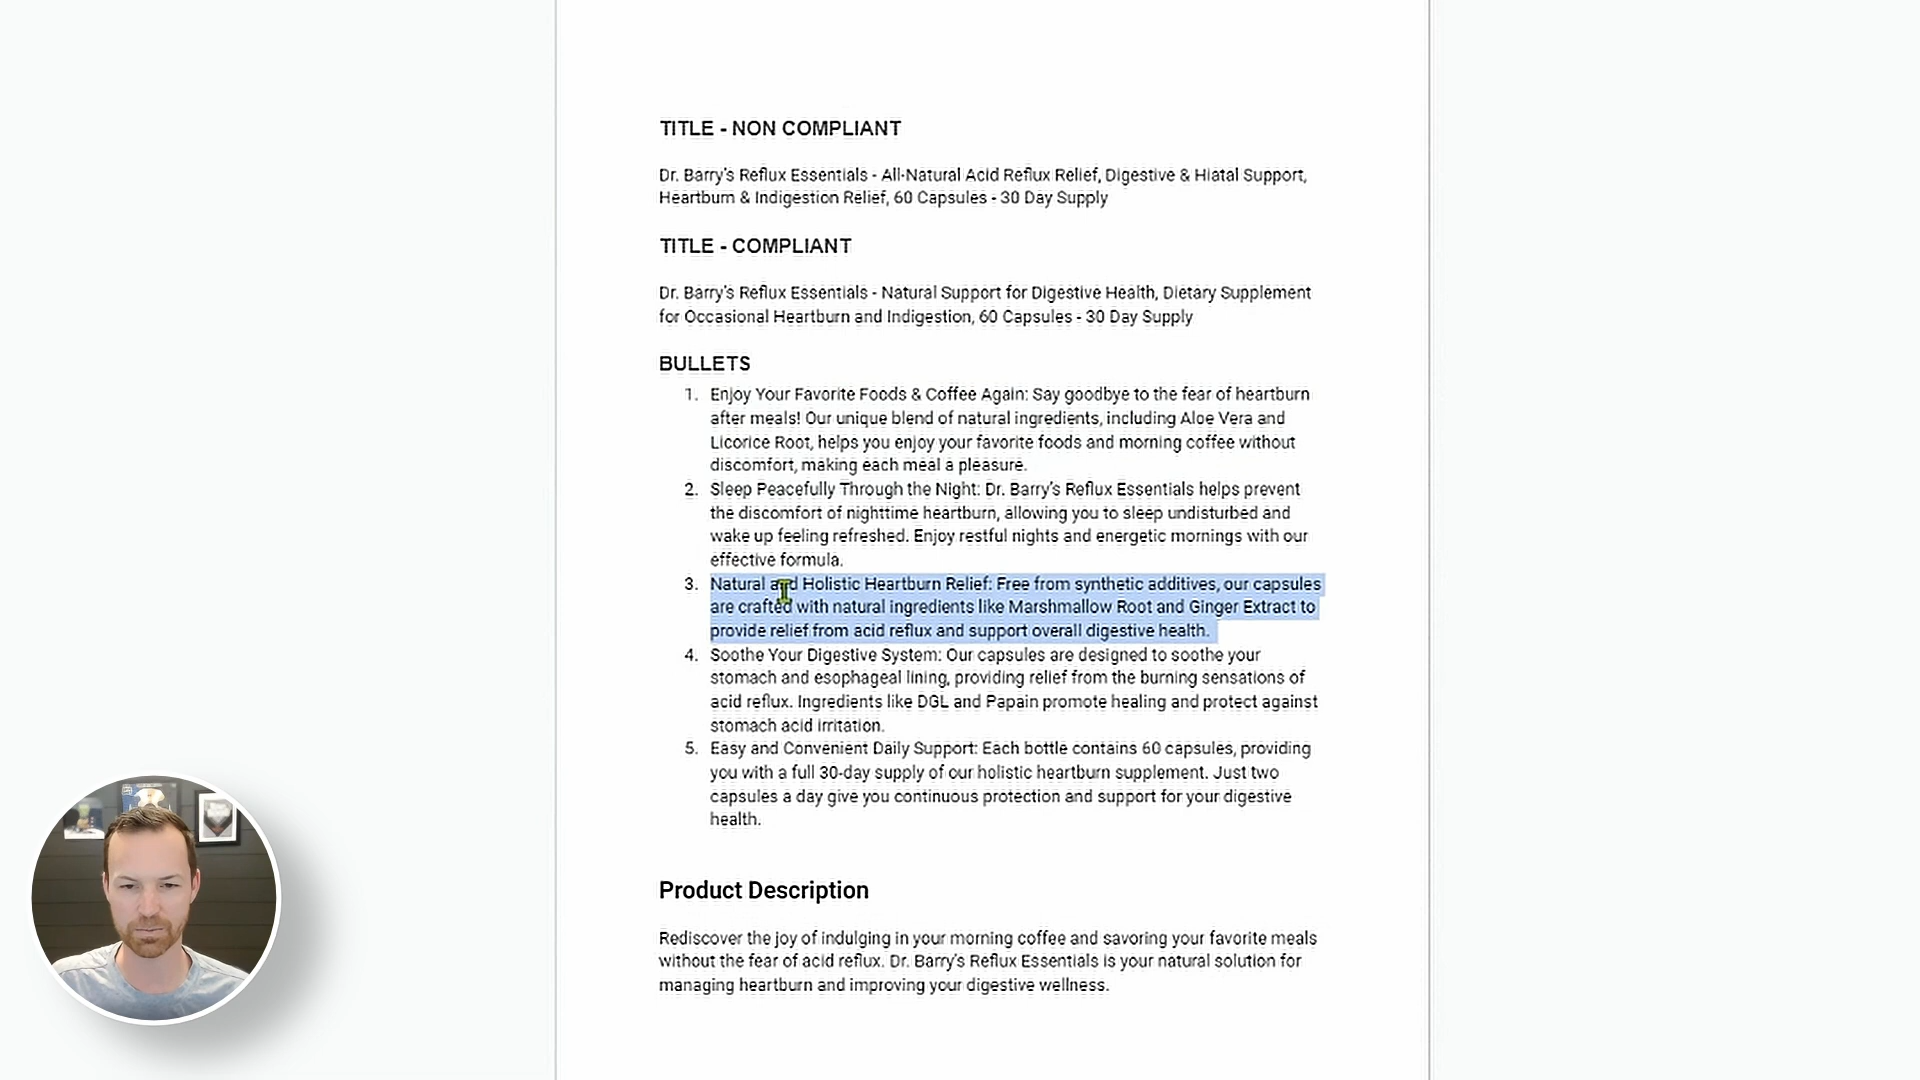 TITLE - NON COMPLIANT
Dr. Barry's Reflux Essentials - All-Natural Acid Reflux Relief, Digestive & Hiatal Support,
Heartburn & Indigestion Relief, 60 Capsules - 30 Day Supply
TITLE - COMPLIANT
Dr. Barry's Reflux Essentials - Natural Support for Digestive Health, Dietary Supplement
for Occasional Heartburn and Indigestion, 60 Capsules - 30 Day Supply
BULLETS
1. Enjoy Your Favorite Foods & Coffee Again: Say goodbye to the fear of heartburn
after meals! Our unique blend of natural ingredients, including Aloe Vera and
Licorice Root, helps you enjoy your favorite foods and morning coffee without
discomfort, making each meal a pleasure.
2. Sleep Peacefully Through the Night: Dr. Barry's Reflux Essentials helps prevent
the discomfort of nighttime heartburn, allowing you to sleep undisturbed and
wake up feeling refreshed. Enjoy restful nights and energetic mornings with our
effective formula.
3. Natural and Holistic Heartburn Relief: Free from synthetic additives, our capsules
are crafted with natural ingredients like Marshmallow Root and Ginger Extract to
provide relief from acid reflux and support overall digestive health.
4. Soothe Your Digestive System: Our capsules are designed to soothe your
stomach and esophageal lining, providing relief from the burning sensations of
acid reflux. Ingredients like DGL and Papain promote healing and protect against
stomach acid irritation.
5. Easy and Convenient Daily Support: Each bottle contains 60 capsules, providing
you with a full 30-day supply of our holistic heartburn supplement. Just two
capsules a day give you continuous protection and support for your digestive
health.
Product Description
Rediscover the joy of indulging in your morning coffee and savoring your favorite meals
without the fear of acid reflux. Dr. Barry's Reflux Essentials is your natural solution for
managing heartburn and improving your digestive wellness.